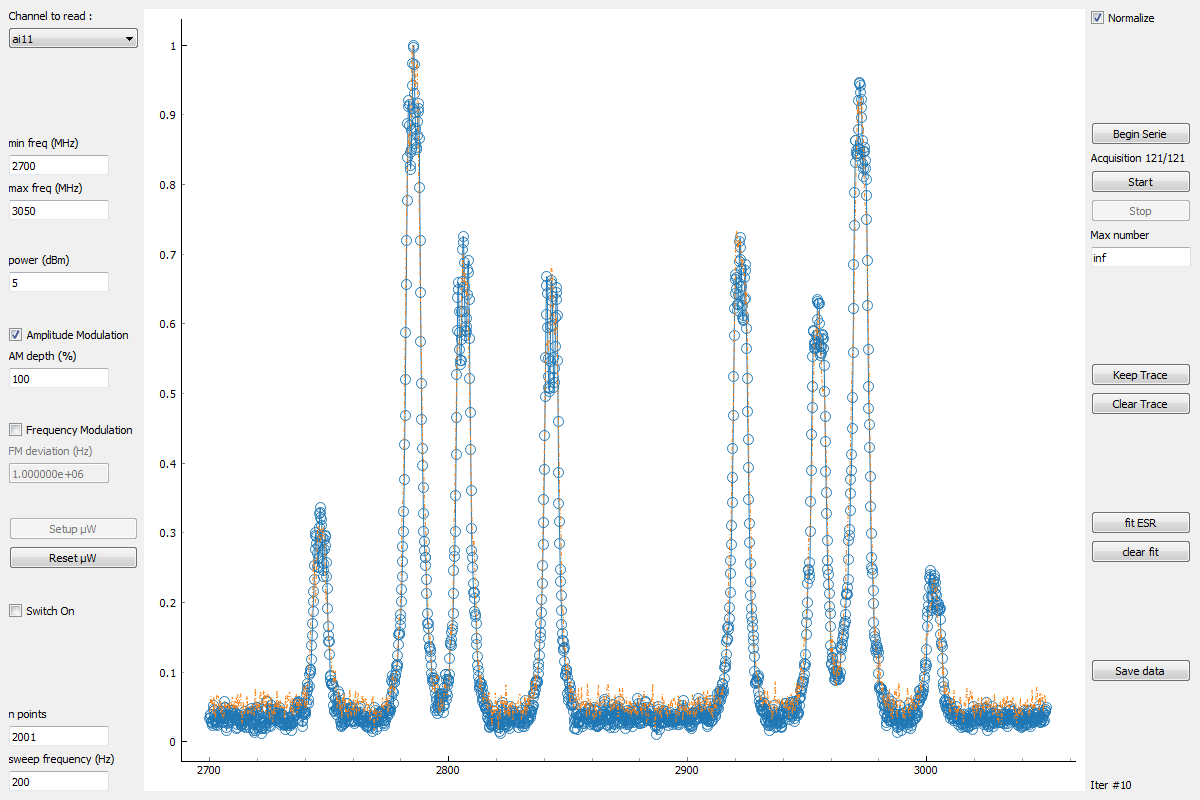 Channel to read :
ai11
min freq (MHz)
2700
max freq (MHz)
3050
power (dBm)
5
Amplitude Modulation
AM depth (%)
100
Frequency Modulation
FM deviation (Hz)
1.000000e+06
Setup µW
Reset µW
Switch On
n points
2001
sweep frequency (Hz)
200
1
0.9
0.8
0.7
0.6
0.5
0.4
0.3
0.2
0.1
0
2700
2800
2900
3000
Normalize
Begin Serie
Acquisition 121/121
Start
Stop
Max number
inf
Keep Trace
Clear Trace
fit ESR
clear fit
Save data
Iter #10